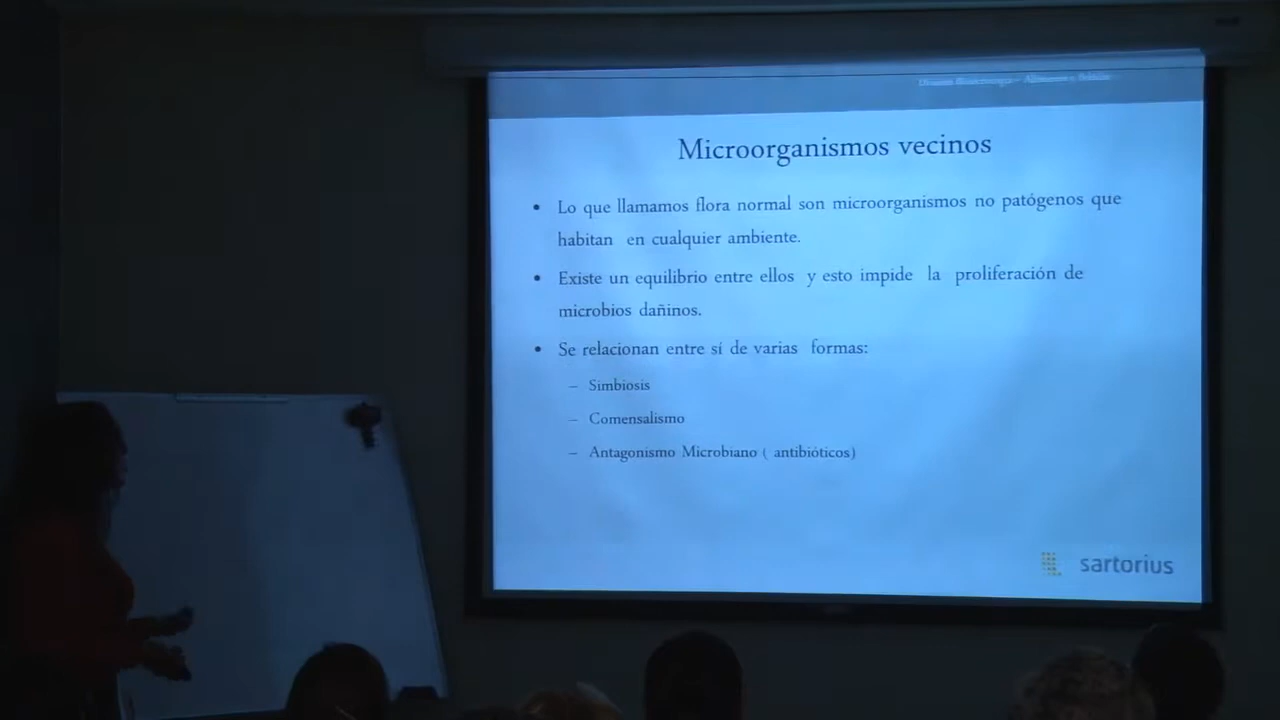 Microorganismos vecinos
• Lo que llamamos flora normal son microorganismos no patógenos que
habitan en cualquier ambiente.
• Existe un equilibrio entre ellos y esto impide la proliferación de
microbios dañinos.
• Se relacionan entre sí de varias formas:
– Simbiosis
– Comensalismo
– Antagonismo Microbiano ( antibióticos)
sartorius